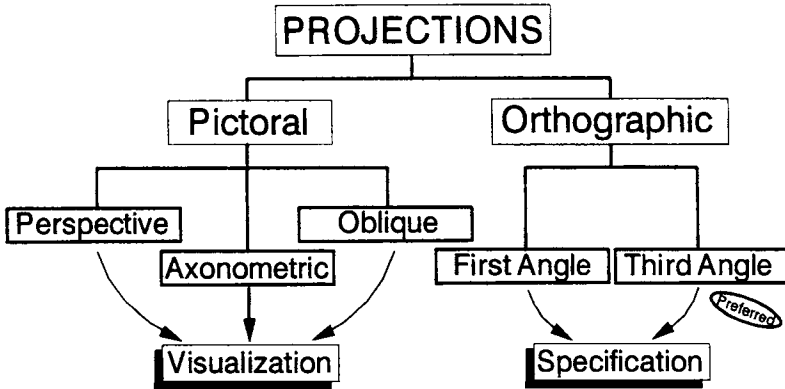 PROJECTIONS
Pictoral
Orthographic
Perspective
Oblique
Axonometric
First Angle
Third Angle
Preferred
Visualization
Specification